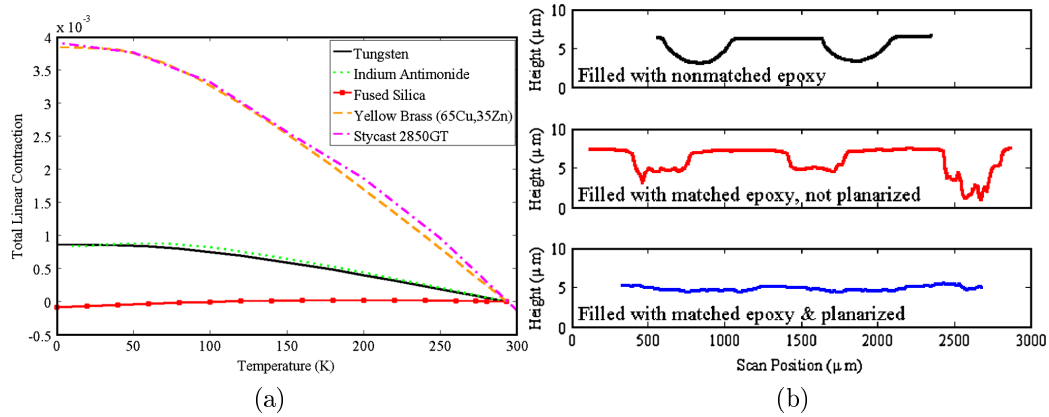 x 10⁻³
4
3.5
3
2.5
2
1.5
1
0.5
0
-0.5
Total Linear Contraction
Tungsten
Indium Antimonide
Fused Silica
Yellow Brass (65Cu,35Zn)
Stycast 2850GT
0 50 100 150 200 250 300
Temperature (K)
(a)
10
5
0
Height (μm)
Filled with nonmatched epoxy
10
5
0
Height (μm)
Filled with matched epoxy, not planarized
10
5
0
Height (μm)
Filled with matched epoxy & planarized
0 500 1000 1500 2000 2500 3000
Scan Position (μm)
(b)